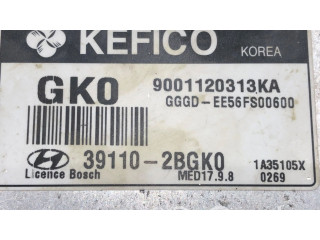 KEFICO KOREA
GK0 9001120313KA
GGGD-EE56FS00600
39110-2BGK0 1A35105X
Licence Bosch MED17.9.8 0269